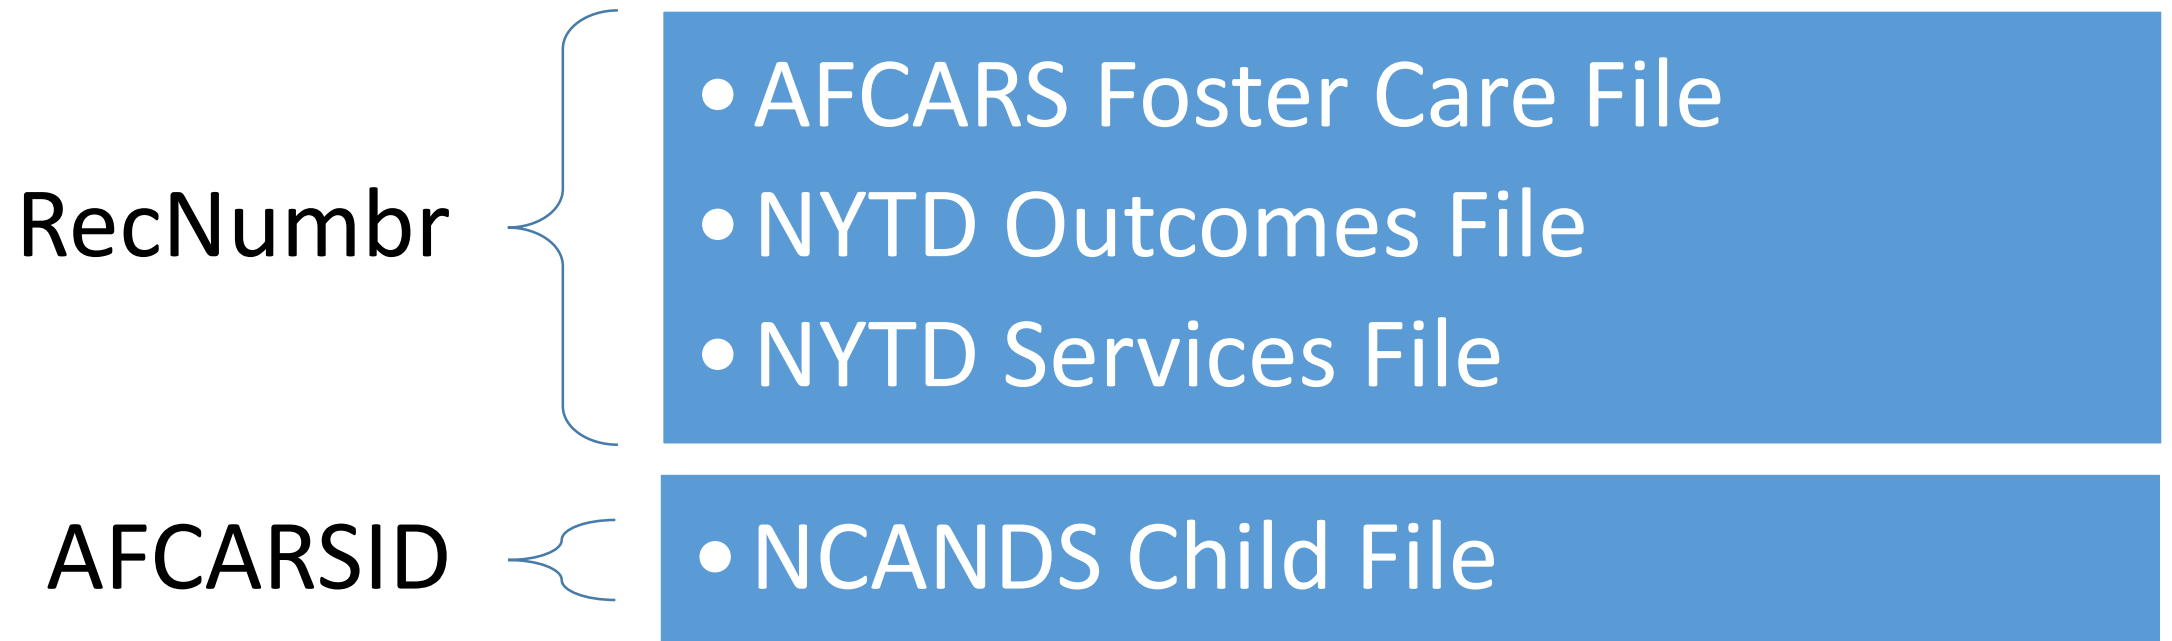 RecNumbr
• AFCARS Foster Care File
• NYTD Outcomes File
• NYTD Services File
AFCARSID
• NCANDS Child File